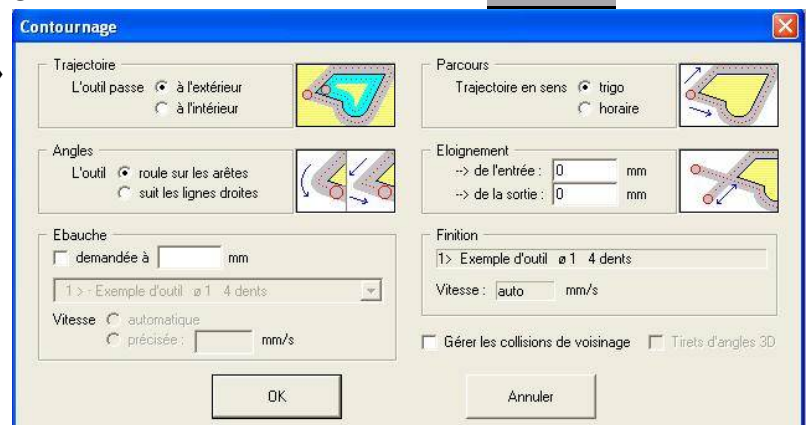 Contournage
Trajectoire
L'outil passe à l'extérieur
à l'intérieur
Parcours
Trajectoire en sens trigo
horaire
Angles
L'outil roule sur les arêtes
suit les lignes droites
Eloignement
--> de l'entrée : 0 mm
--> de la sortie : 0 mm
Ebauche
demandée à mm
1 > - Exemple d'outil ø 1 4 dents
Vitesse automatique
précisée : mm/s
Finition
1> Exemple d'outil ø 1 4 dents
Vitesse : auto mm/s
Gérer les collisions de voisinage Tirets d'angles 3D
OK Annuler